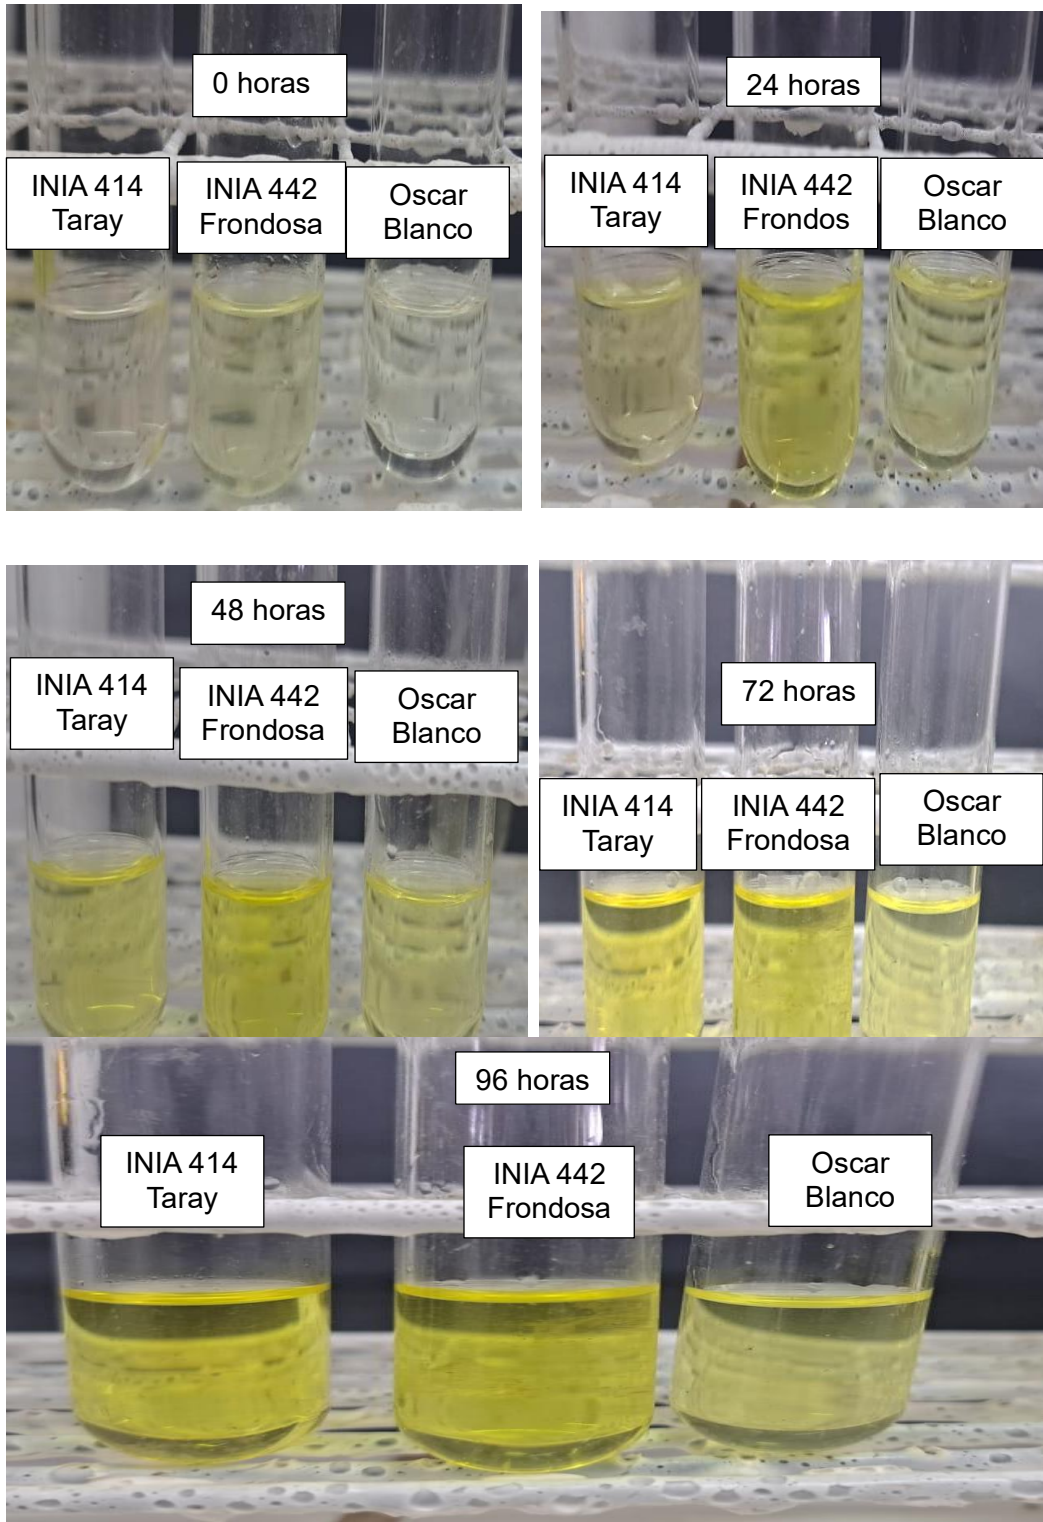 0 horas
INIA 414
Taray
INIA 442
Frondosa
Oscar
Blanco
24 horas
INIA 414
Taray
INIA 442
Frondos
Oscar
Blanco
48 horas
INIA 414
Taray
INIA 442
Frondosa
Oscar
Blanco
72 horas
INIA 414
Taray
INIA 442
Frondosa
Oscar
Blanco
96 horas
INIA 414
Taray
INIA 442
Frondosa
Oscar
Blanco